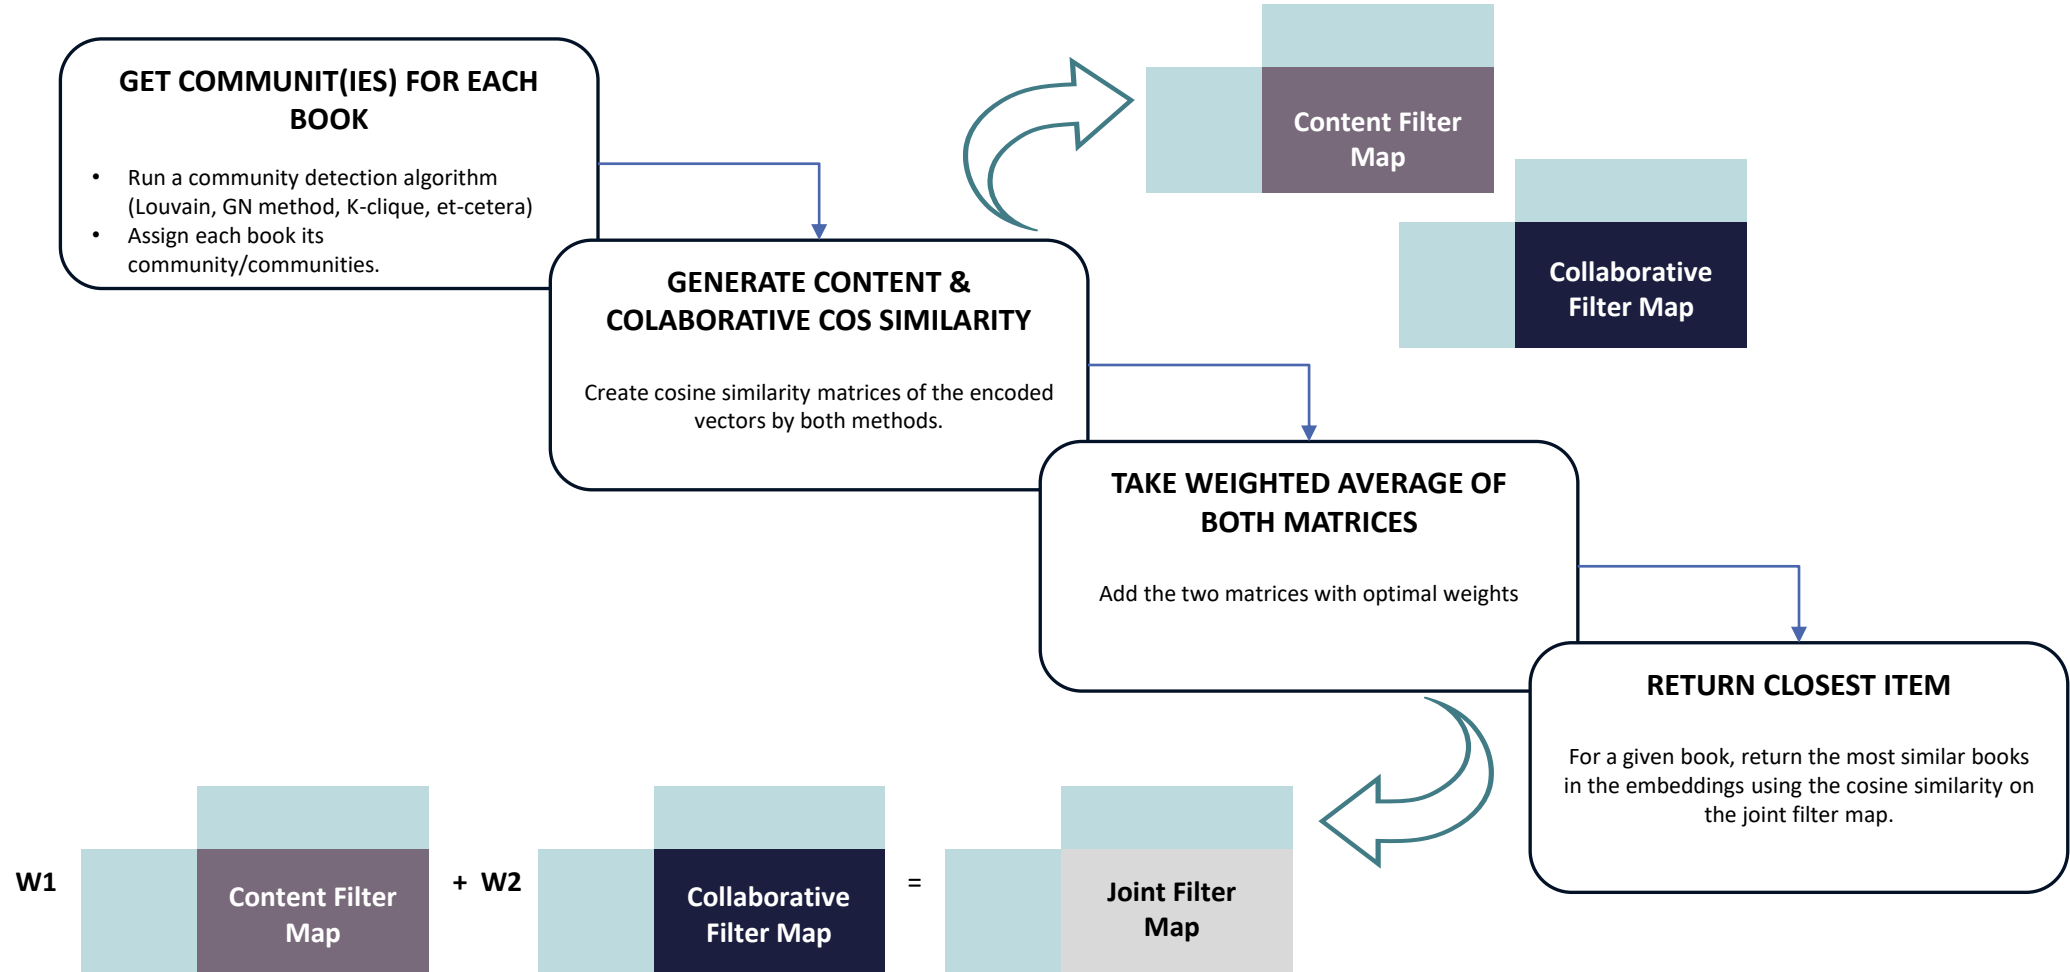 GET COMMUNIT(IES) FOR EACH
BOOK
• Run a community detection algorithm
(Louvain, GN method, K-clique, et-cetera)
• Assign each book its
community/communities.
Content Filter
Map
Collaborative
Filter Map
GENERATE CONTENT &
COLABORATIVE COS SIMILARITY
Create cosine similarity matrices of the encoded
vectors by both methods.
TAKE WEIGHTED AVERAGE OF
BOTH MATRICES
Add the two matrices with optimal weights
RETURN CLOSEST ITEM
For a given book, return the most similar books
in the embeddings using the cosine similarity on
the joint filter map.
W1
Content Filter
Map
+ W2
Collaborative
Filter Map
=
Joint Filter
Map